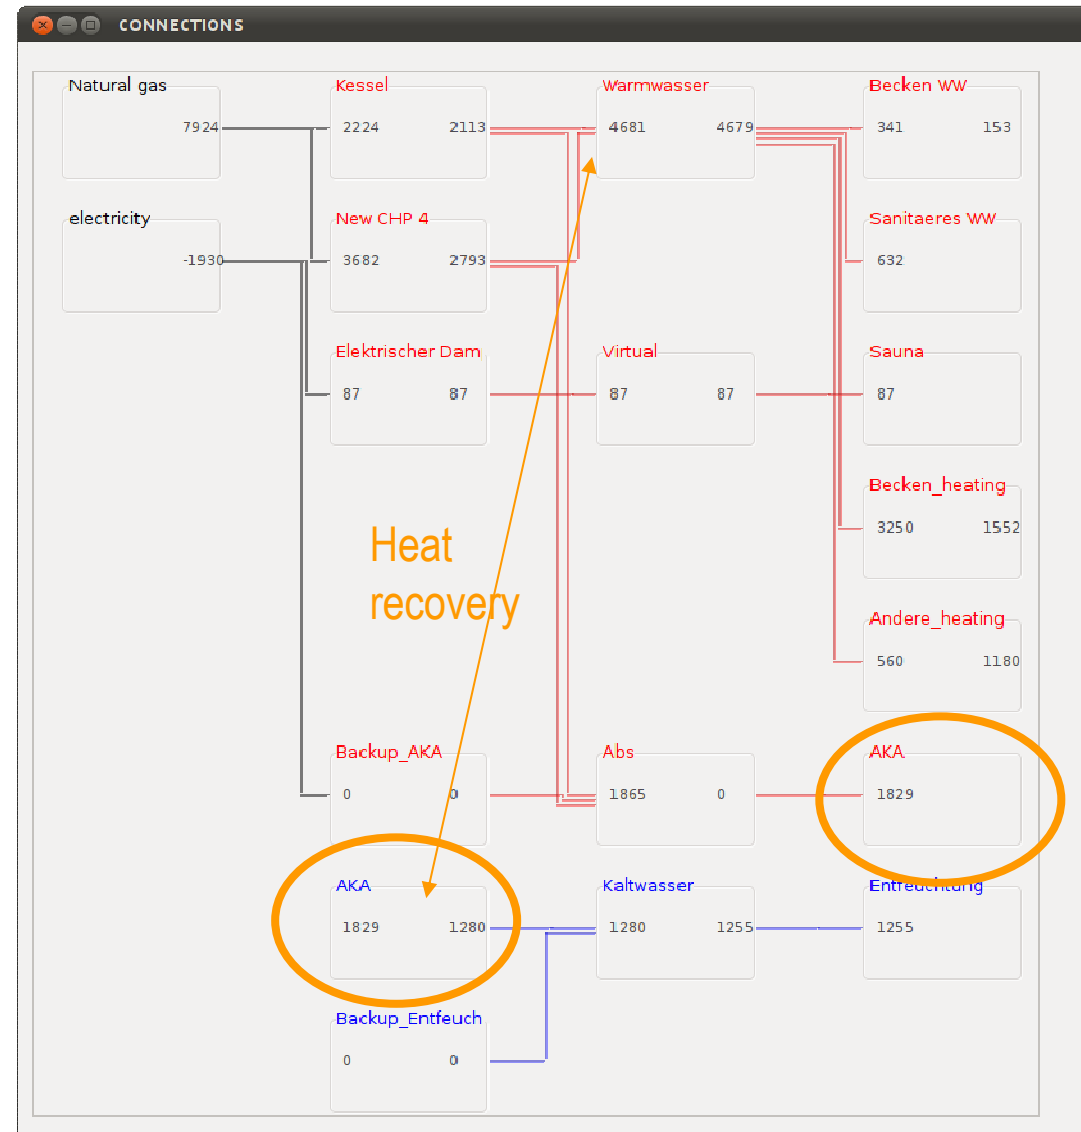 CONNECTIONS
Natural gas
Kessel
Warmwasser
Becken WW
7924
2224 2113
4681 4679
341 153
electricity
New CHP 4
Sanitaeres WW
-1930
3682 2793
632
Elektrischer Dam
Virtual
Sauna
87 87
87 87
87
Becken_heating
3250 1552
Heat
recovery
Andere_heating
560 1180
Backup_AKA
Abs
AKA
0 0
1865 0
1829
AKA
Kaltwasser
Entfeuchtung
1829 1280
1280 1255
1255
Backup_Entfeuch
0 0